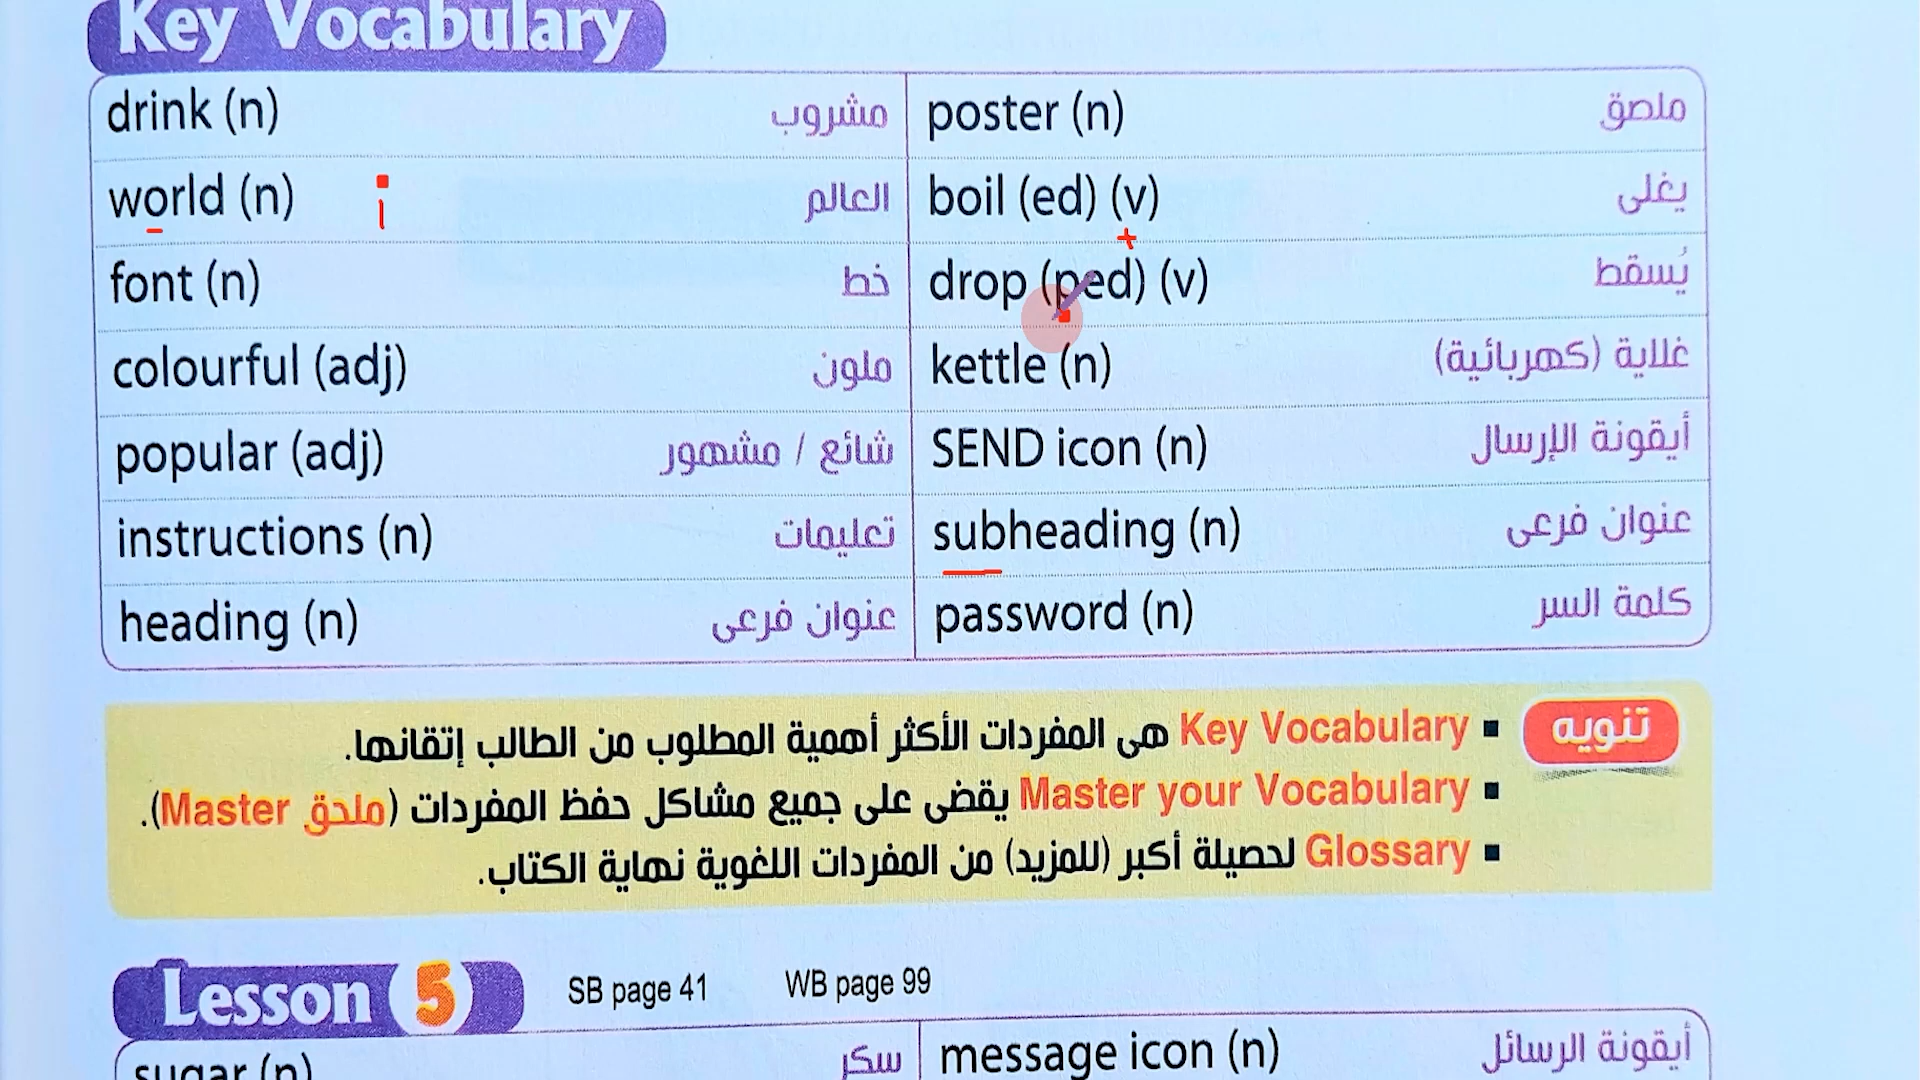 Key Vocabulary
drink (n) مشروب poster (n) ملصق
world (n) العالم boil (ed) (v) يغلى
font (n) خط drop (ped) (v) يُسقط
colourful (adj) ملون kettle (n) غلاية (كهربائية)
popular (adj) شائع / مشهور SEND icon (n) أيقونة الإرسال
instructions (n) تعليمات subheading (n) عنوان فرعى
heading (n) عنوان فرعى password (n) كلمة السر
تنويه
▪ Key Vocabulary هى المفردات الأكثر أهمية المطلوب من الطالب إتقانها.
▪ Master your Vocabulary يقضى على جميع مشاكل حفظ المفردات (ملحق Master).
▪ Glossary لحصيلة أكبر (للمزيد) من المفردات اللغوية نهاية الكتاب.
Lesson 5 SB page 41 WB page 99
sugar (n) سكر message icon (n) أيقونة الرسائل